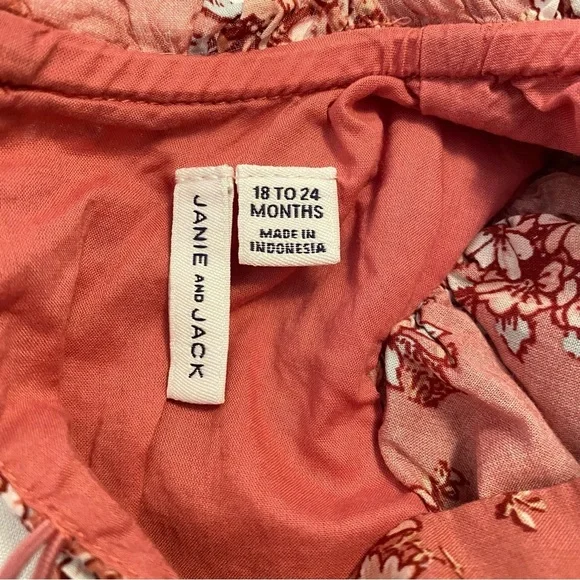 JANIE AND JACK
18 TO 24
MONTHS
MADE IN
INDONESIA